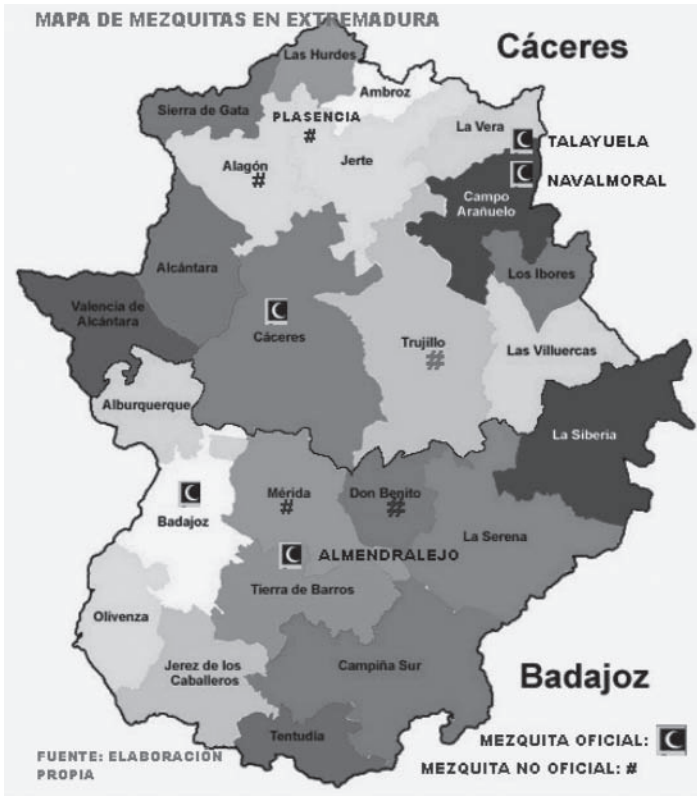 MAPA DE MEZQUITAS EN EXTREMADURA
Cáceres
Las Hurdes
Ambroz
Sierra de Gata
PLASENCIA
#
La Vera
TALAYUELA
Alagón
#
Jerte
NAVALMORAL
Campo
Arañuelo
Alcántara
Los Ibores
Valencia de
Alcántara
Cáceres
Trujillo
#
Las Villuercas
Alburquerque
La Siberia
Badajoz
Mérida
#
Don Benito
#
La Serena
ALMENDRALEJO
Tierra de Barros
Olivenza
Jerez de los
Caballeros
Campiña Sur
Badajoz
Tentudía
MEZQUITA OFICIAL:
MEZQUITA NO OFICIAL: #
FUENTE: ELABORACIÓN
PROPIA